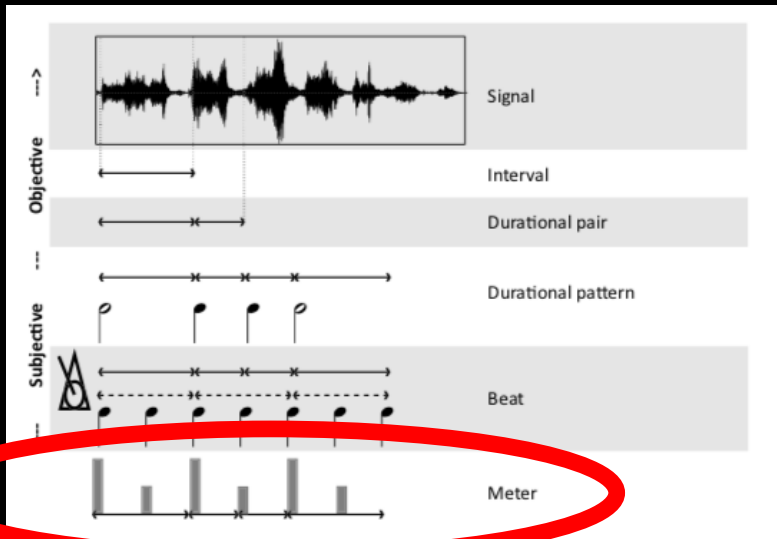 Signal
Interval
Durational pair
Durational pattern
Beat
Meter
--- Subjective --- Objective --->